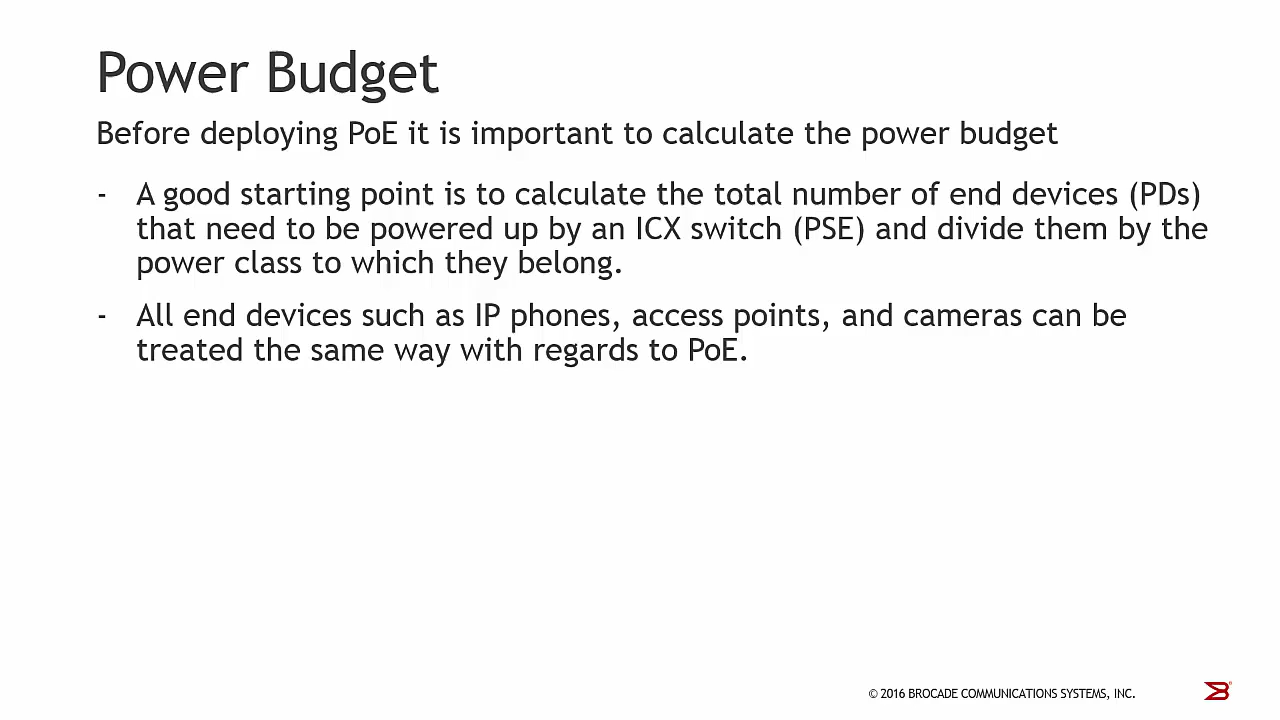 Power Budget
Before deploying PoE it is important to calculate the power budget
- A good starting point is to calculate the total number of end devices (PDs)
that need to be powered up by an ICX switch (PSE) and divide them by the
power class to which they belong.
- All end devices such as IP phones, access points, and cameras can be
treated the same way with regards to PoE.
© 2016 BROCADE COMMUNICATIONS SYSTEMS, INC.